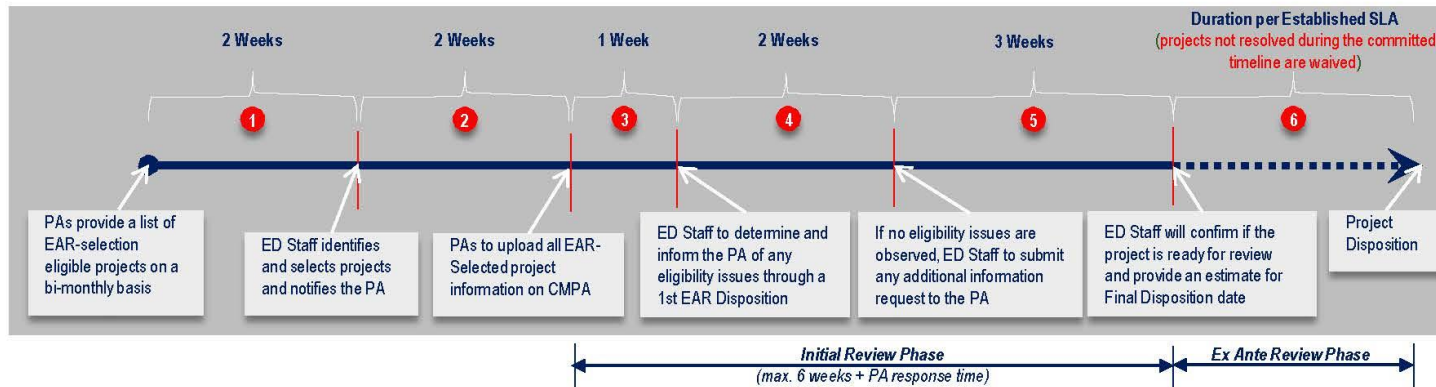 2 Weeks
2 Weeks
1 Week
2 Weeks
3 Weeks
Duration per Established SLA
(projects not resolved during the committed
timeline are waived)
1
2
3
4
5
6
PAs provide a list of
EAR-selection
eligible projects on a
bi-monthly basis
ED Staff identifies
and selects projects
and notifies the PA
PAs to upload all EAR-
Selected project
information on CMPA
ED Staff to determine and
inform the PA of any
eligibility issues through a
1st EAR Disposition
If no eligibility issues are
observed, ED Staff to submit
any additional information
request to the PA
ED Staff will confirm if the
project is ready for review
and provide an estimate for
Final Disposition date
Project
Disposition
Initial Review Phase
(max. 6 weeks + PA response time)
Ex Ante Review Phase